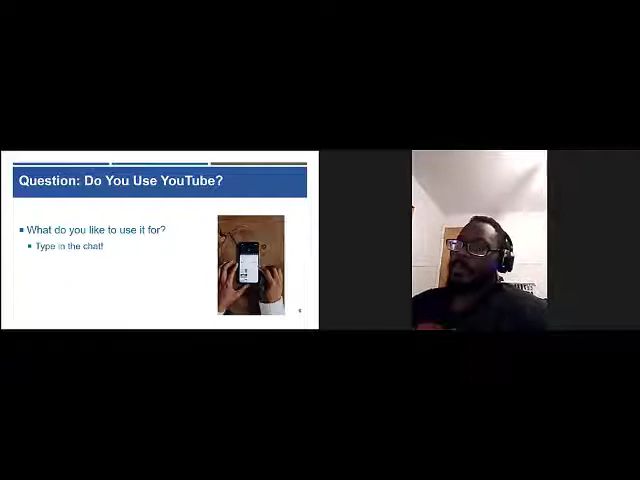 Question: Do You Use YouTube?
What do you like to use it for?
Type in the chat!